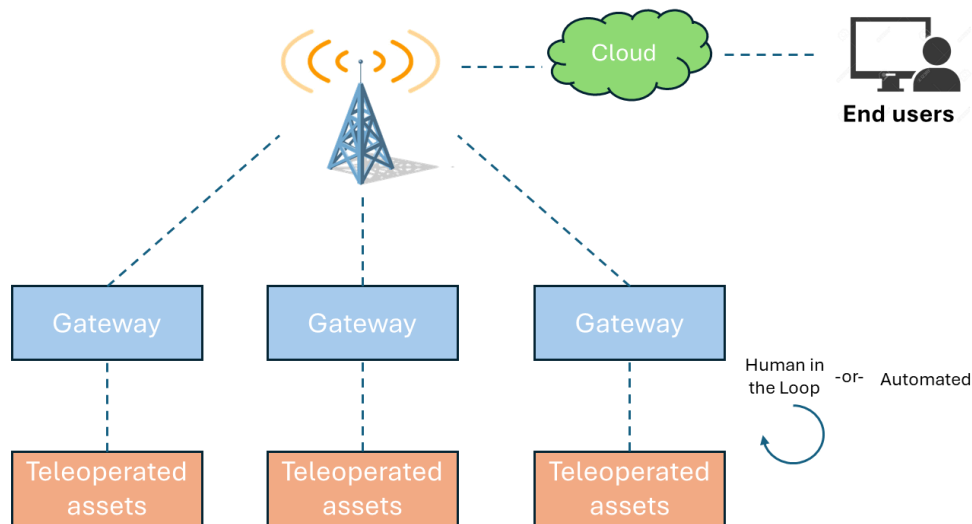 Cloud
End users
Gateway
Gateway
Gateway
Human in
the Loop
-or-
Automated
Teleoperated
assets
Teleoperated
assets
Teleoperated
assets